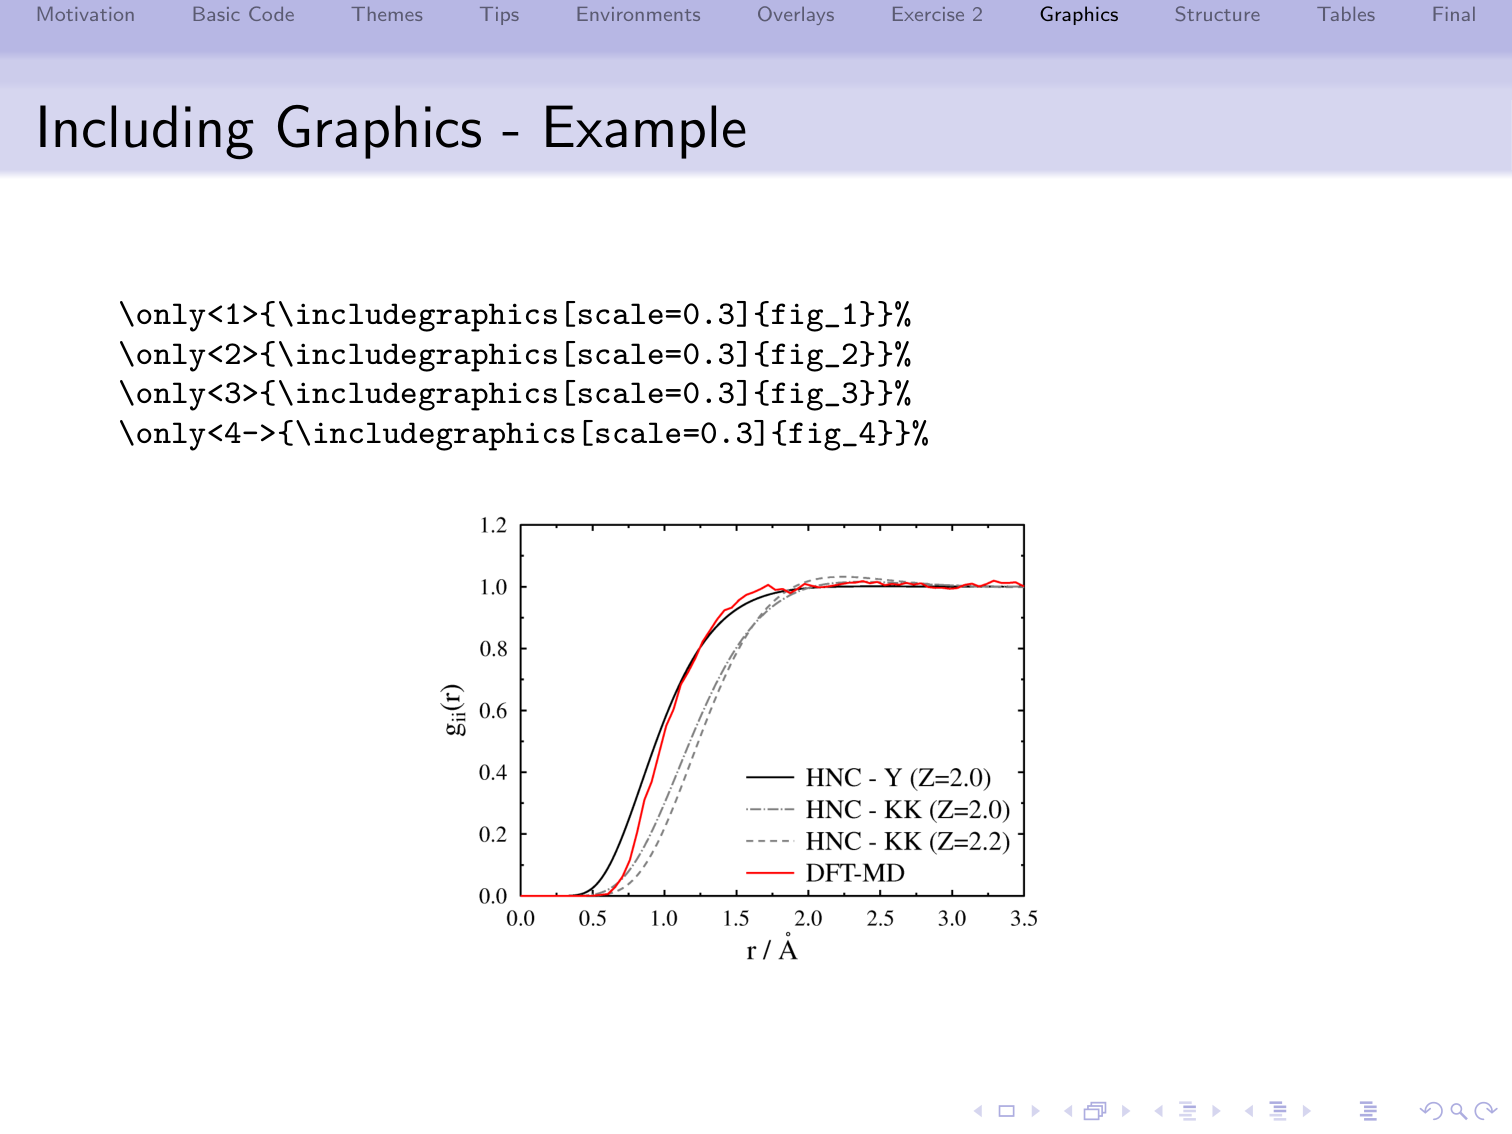 Motivation Basic Code Themes Tips Environments Overlays Exercise 2 Graphics Structure Tables Final
Including Graphics - Example
\only<1>{\includegraphics[scale=0.3]{fig_1}}%
\only<2>{\includegraphics[scale=0.3]{fig_2}}%
\only<3>{\includegraphics[scale=0.3]{fig_3}}%
\only<4->{\includegraphics[scale=0.3]{fig_4}}%
1.2
1.0
0.8
0.6
0.4
0.2
0.0
g_ii(r)
HNC - Y (Z=2.0)
HNC - KK (Z=2.0)
HNC - KK (Z=2.2)
DFT-MD
0.0 0.5 1.0 1.5 2.0 2.5 3.0 3.5
r / Å